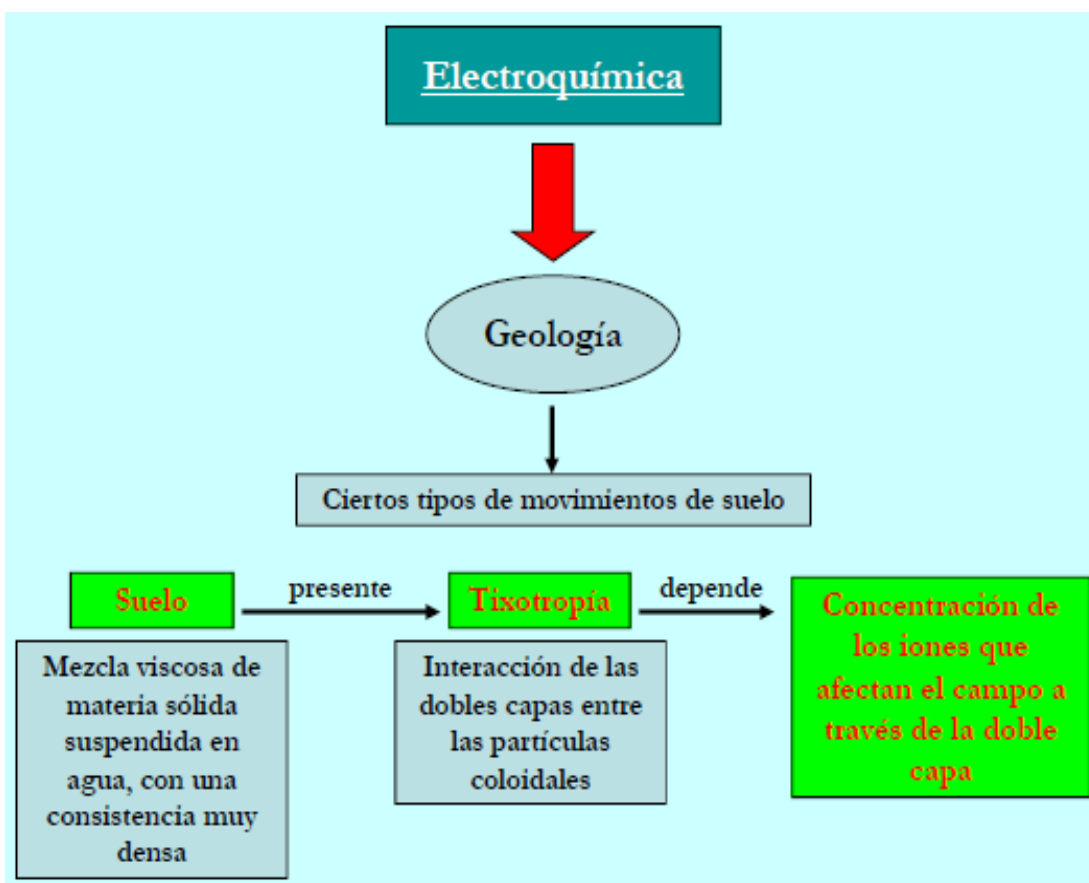 Electroquímica
Geología
Ciertos tipos de movimientos de suelo
Suelo
presente
Tixotropía
depende
Concentración de
los iones que
afectan el campo a
través de la doble
capa
Mezcla viscosa de
materia sólida
suspendida en
agua, con una
consistencia muy
densa
Interacción de las
dobles capas entre
las partículas
coloidales